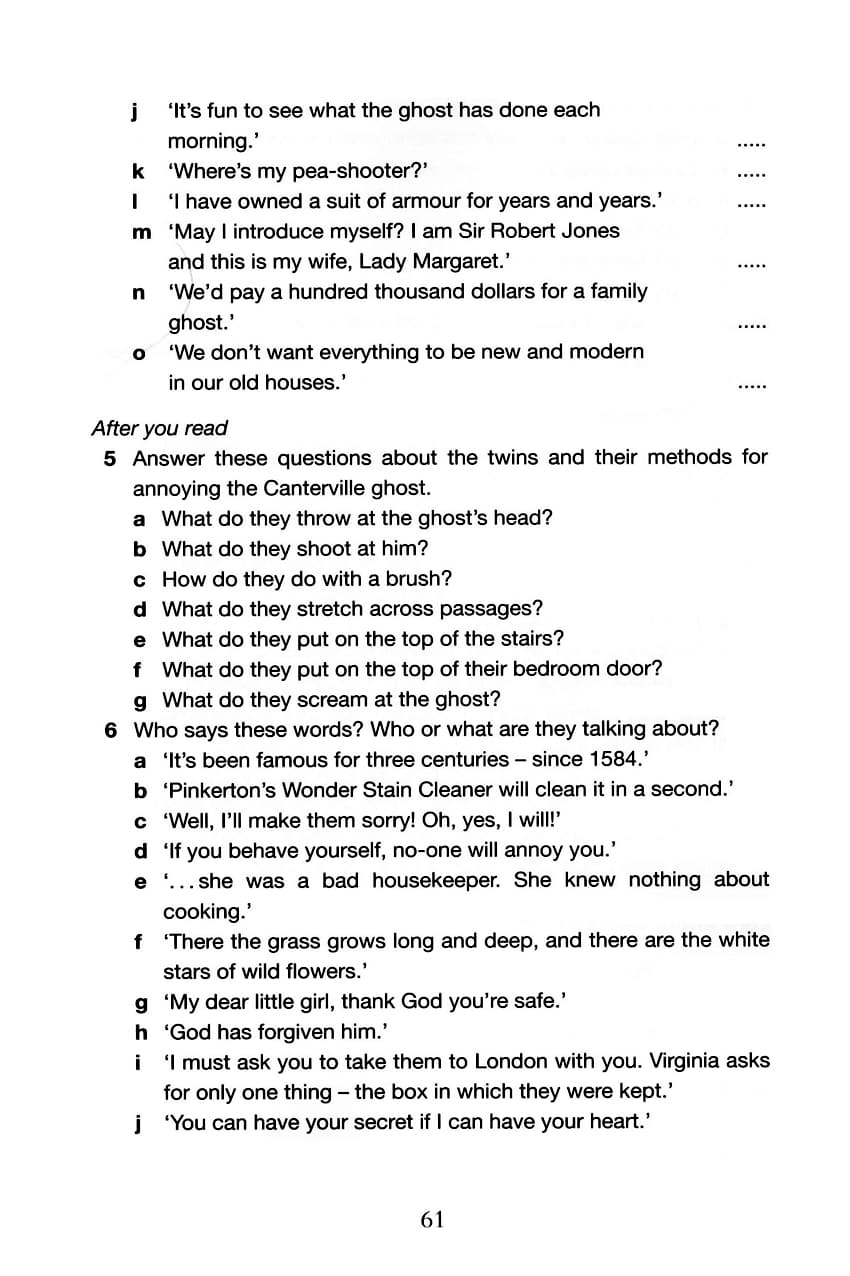 j ‘It’s fun to see what the ghost has done each
morning.’ .....
k ‘Where’s my pea-shooter?’ .....
l ‘I have owned a suit of armour for years and years.’ .....
m ‘May I introduce myself? I am Sir Robert Jones
and this is my wife, Lady Margaret.’ .....
n ‘We’d pay a hundred thousand dollars for a family
ghost.’ .....
o ‘We don’t want everything to be new and modern
in our old houses.’ .....
After you read
5 Answer these questions about the twins and their methods for
annoying the Canterville ghost.
a What do they throw at the ghost’s head?
b What do they shoot at him?
c How do they do with a brush?
d What do they stretch across passages?
e What do they put on the top of the stairs?
f What do they put on the top of their bedroom door?
g What do they scream at the ghost?
6 Who says these words? Who or what are they talking about?
a ‘It’s been famous for three centuries – since 1584.’
b ‘Pinkerton’s Wonder Stain Cleaner will clean it in a second.’
c ‘Well, I’ll make them sorry! Oh, yes, I will!’
d ‘If you behave yourself, no-one will annoy you.’
e ‘...she was a bad housekeeper. She knew nothing about
cooking.’
f ‘There the grass grows long and deep, and there are the white
stars of wild flowers.’
g ‘My dear little girl, thank God you’re safe.’
h ‘God has forgiven him.’
i ‘I must ask you to take them to London with you. Virginia asks
for only one thing – the box in which they were kept.’
j ‘You can have your secret if I can have your heart.’
61